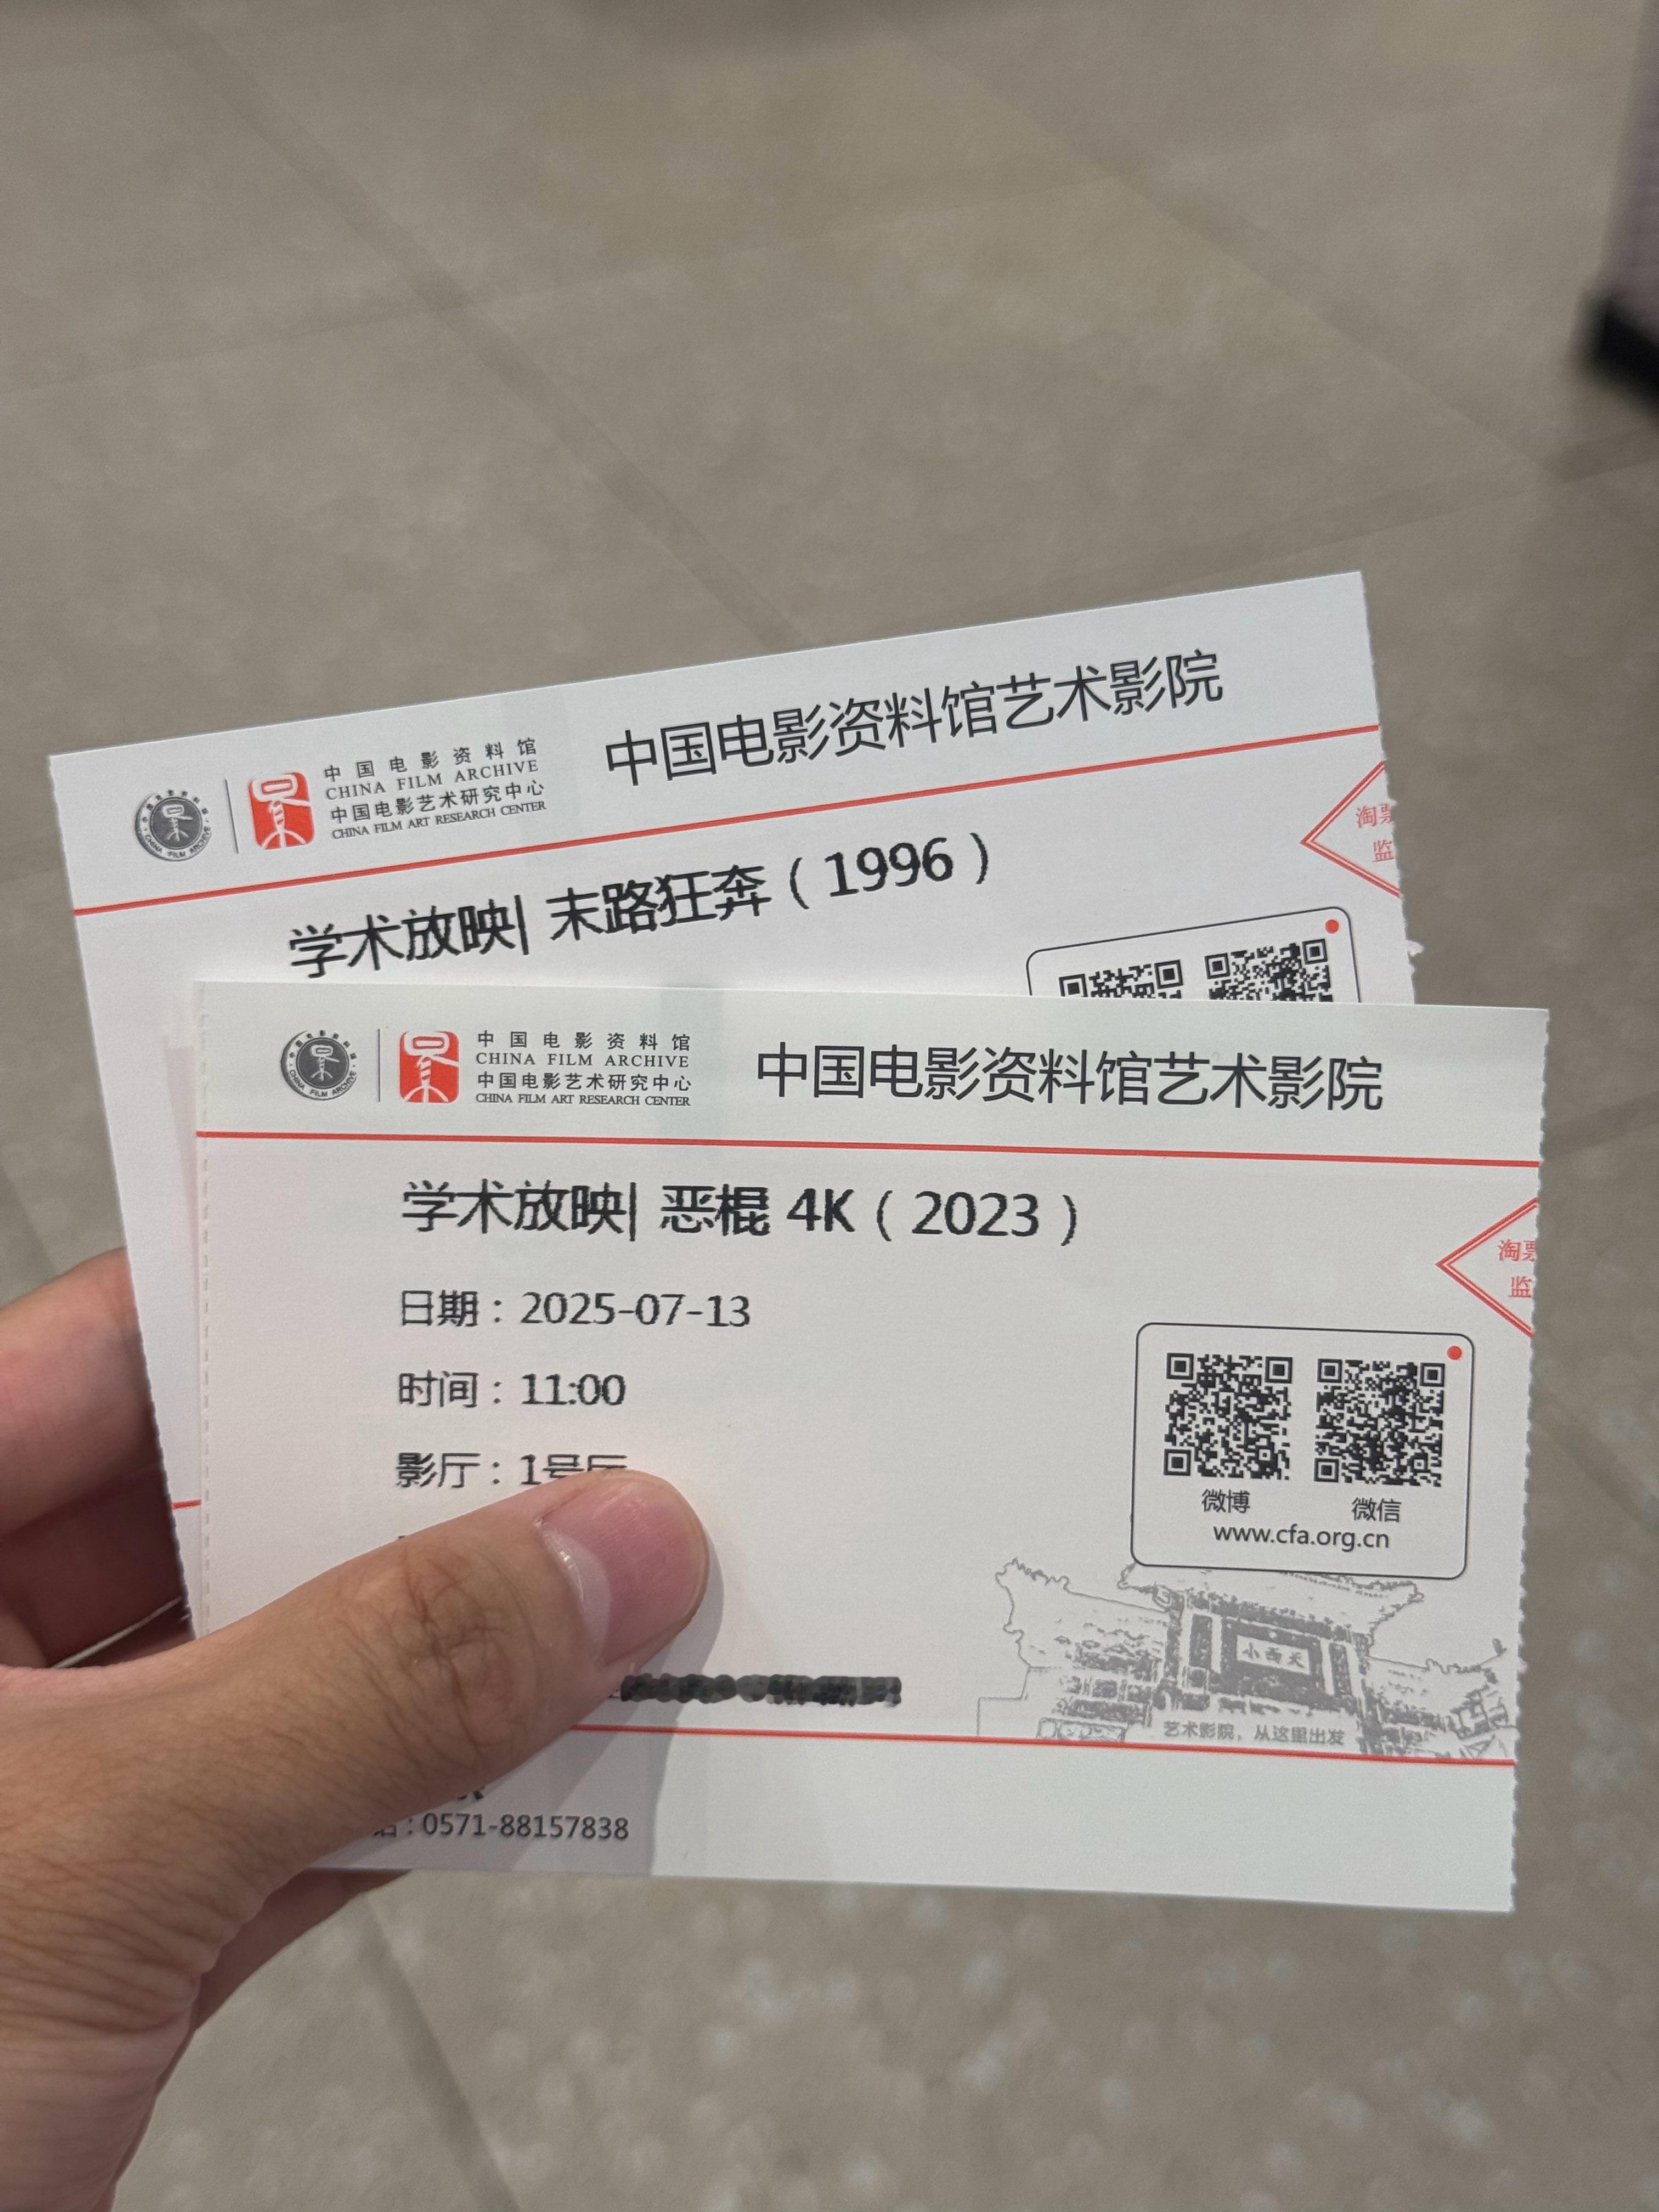 中国电影资料馆
CHINA FILM ARCHIVE
中国电影艺术研究中心
CHINA FILM ART RESEARCH CENTER
中国电影资料馆艺术影院
淘票
监
学术放映| 末路狂奔（1996）
中国电影资料馆
CHINA FILM ARCHIVE
中国电影艺术研究中心
CHINA FILM ART RESEARCH CENTER
中国电影资料馆艺术影院
学术放映| 恶棍 4K（2023）
淘票
监
日期：2025-07-13
时间：11:00
影厅：1号厅
微博 微信
www.cfa.org.cn
小西天
艺术影院，从这里出发
：0571-88157838